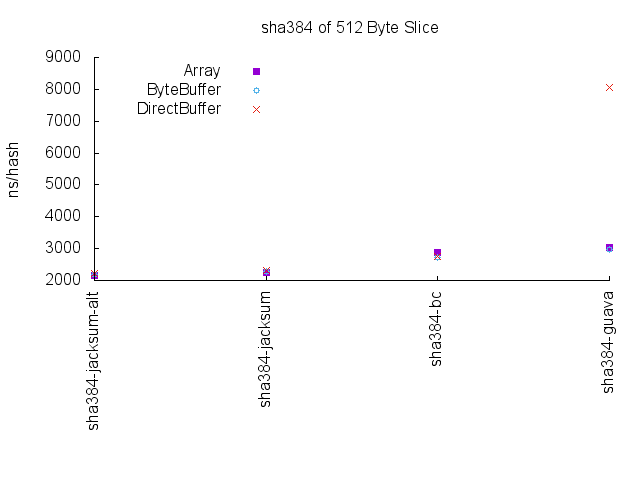 sha384 of 512 Byte Slice
ns/hash
9000
8000
7000
6000
5000
4000
3000
2000
Array
ByteBuffer
DirectBuffer
sha384-jacksum-alt
sha384-jacksum
sha384-bc
sha384-guava